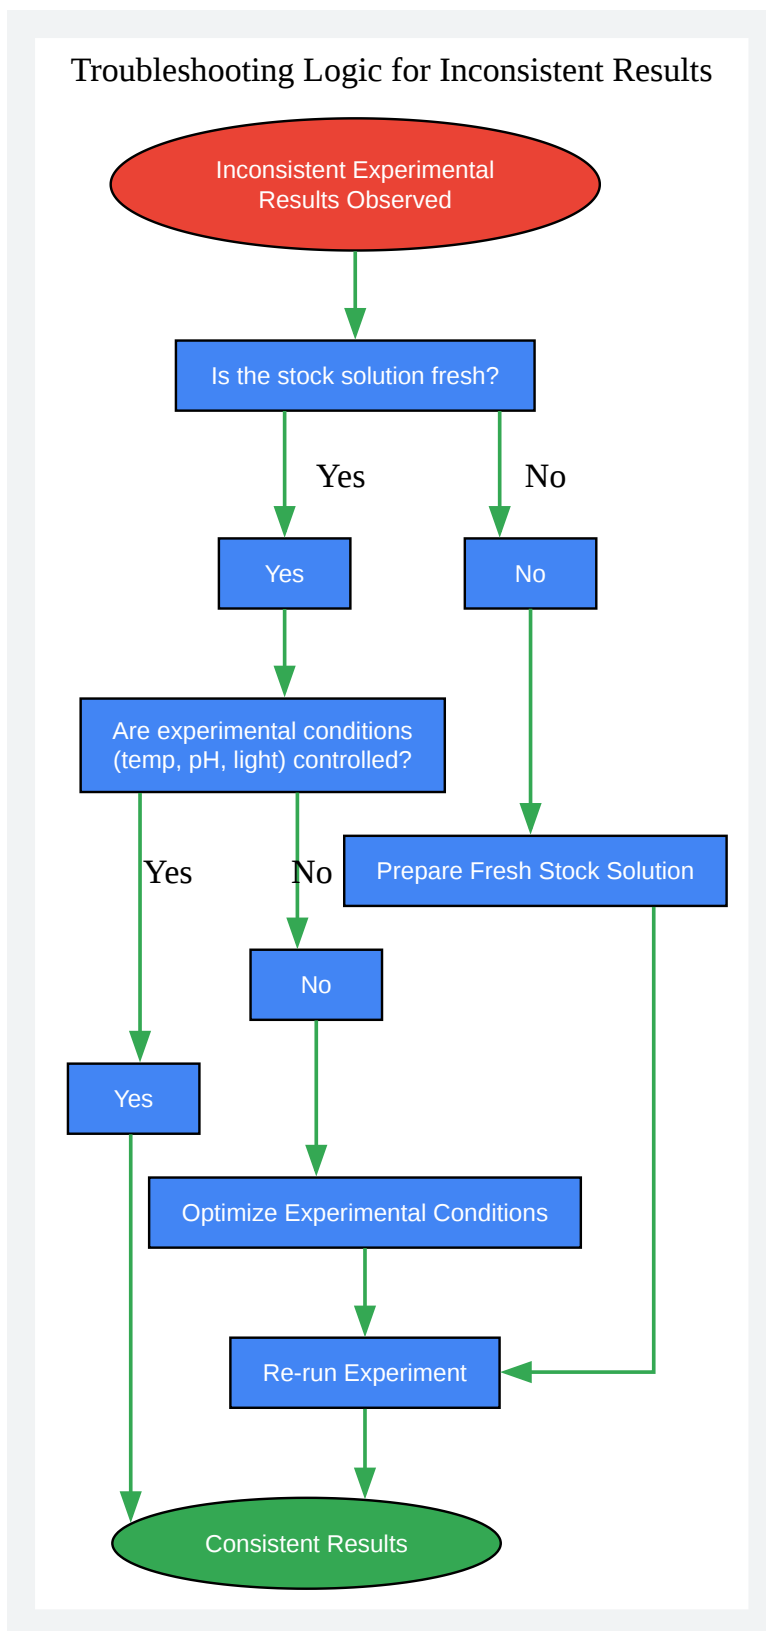 Troubleshooting Logic for Inconsistent Results
Inconsistent Experimental
Results Observed
Is the stock solution fresh?
Yes
No
Yes
No
Are experimental conditions
(temp, pH, light) controlled?
Yes
No
Prepare Fresh Stock Solution
No
Yes
Optimize Experimental Conditions
Re-run Experiment
Consistent Results